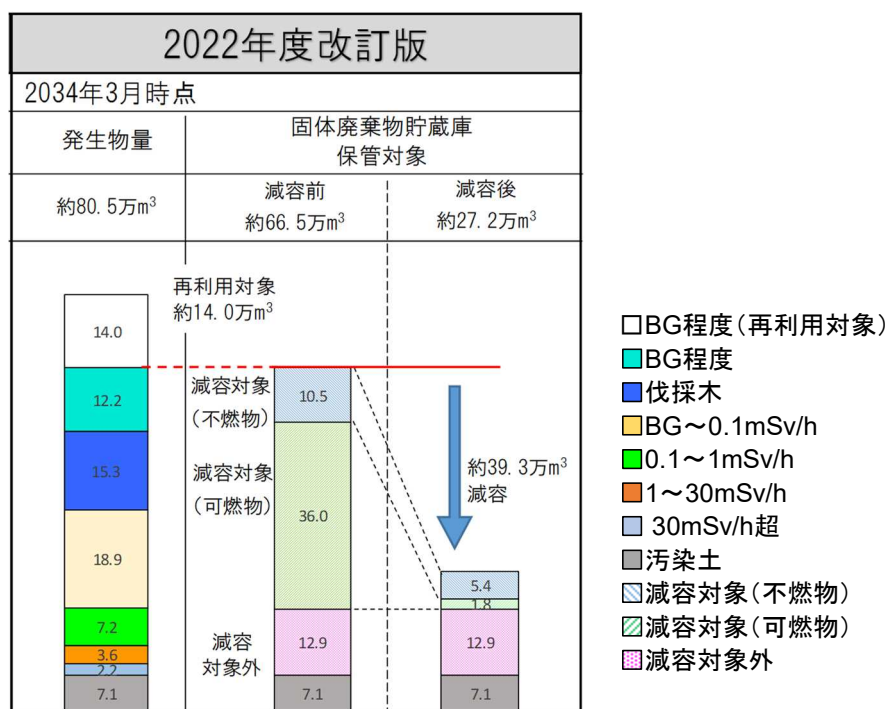 2022年度改訂版
2034年3月時点
発生物量
固体廃棄物貯蔵庫
保管対象
約80.5万m³
減容前
約66.5万m³
減容後
約27.2万m³
再利用対象
約14.0万m³
14.0
12.2
15.3
18.9
7.2
3.6
2.2
7.1
減容対象
（不燃物）
減容対象
（可燃物）
減容
対象外
10.5
36.0
12.9
7.1
約39.3万m³
減容
5.4
1.8
12.9
7.1
BG程度（再利用対象）
BG程度
伐採木
BG～0.1mSv/h
0.1～1mSv/h
1～30mSv/h
30mSv/h超
汚染土
減容対象（不燃物）
減容対象（可燃物）
減容対象外